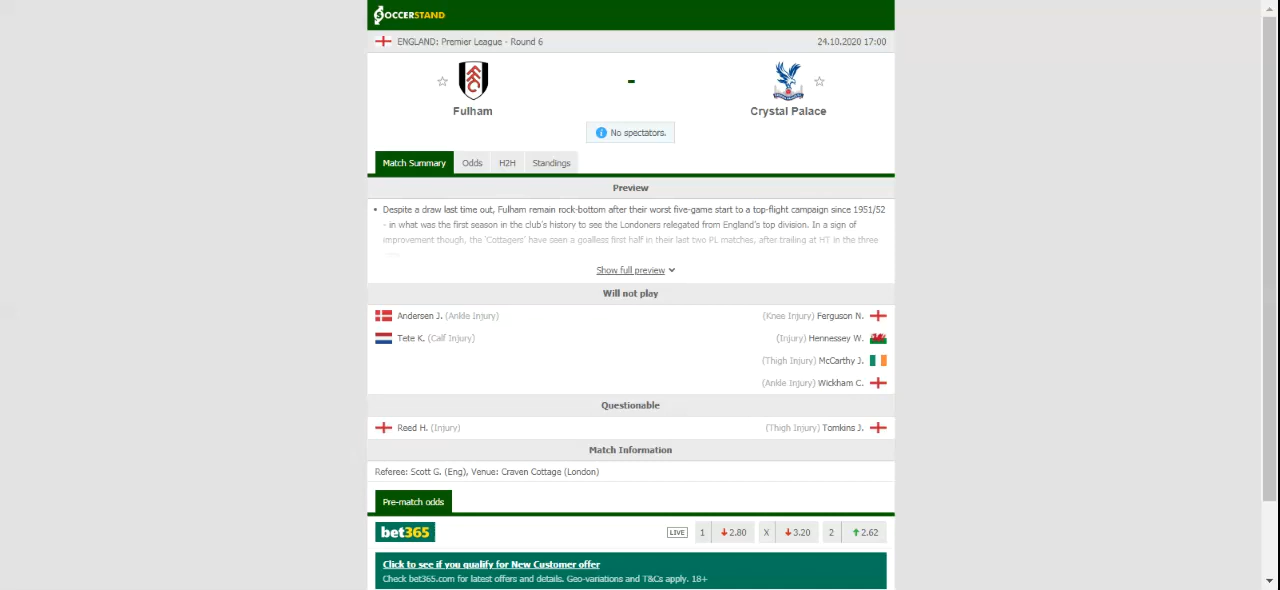 SOCCERSTAND
ENGLAND: Premier League - Round 6 24.10.2020 17:00
-
Fulham Crystal Palace
No spectators.
Match Summary Odds H2H Standings
Preview
• Despite a draw last time out, Fulham remain rock-bottom after their worst five-game start to a top-flight campaign since 1951/52
- in what was the first season in the club's history to see the Londoners relegated from England's top division. In a sign of
improvement though, the 'Cottagers' have seen a goalless first half in their last two PL matches, after trailing at HT in the three
Show full preview
Will not play
Andersen J. (Ankle Injury) (Knee Injury) Ferguson N.
Tete K. (Calf Injury) (Injury) Hennessey W.
(Thigh Injury) McCarthy J.
(Ankle Injury) Wickham C.
Questionable
Reed H. (Injury) (Thigh Injury) Tomkins J.
Match Information
Referee: Scott G. (Eng), Venue: Craven Cottage (London)
Pre-match odds
bet365 LIVE 1 2.80 X 3.20 2 2.62
Click to see if you qualify for New Customer offer
Check bet365.com for latest offers and details. Geo-variations and T&Cs apply. 18+